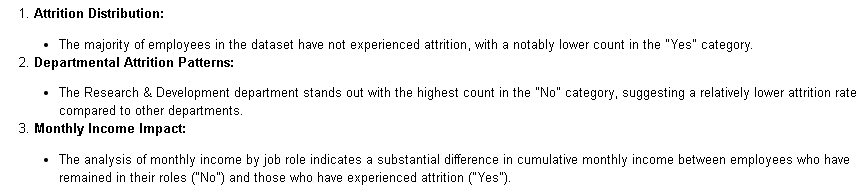 1. Attrition Distribution:
• The majority of employees in the dataset have not experienced attrition, with a notably lower count in the "Yes" category.
2. Departmental Attrition Patterns:
• The Research & Development department stands out with the highest count in the "No" category, suggesting a relatively lower attrition rate
compared to other departments.
3. Monthly Income Impact:
• The analysis of monthly income by job role indicates a substantial difference in cumulative monthly income between employees who have
remained in their roles ("No") and those who have experienced attrition ("Yes").